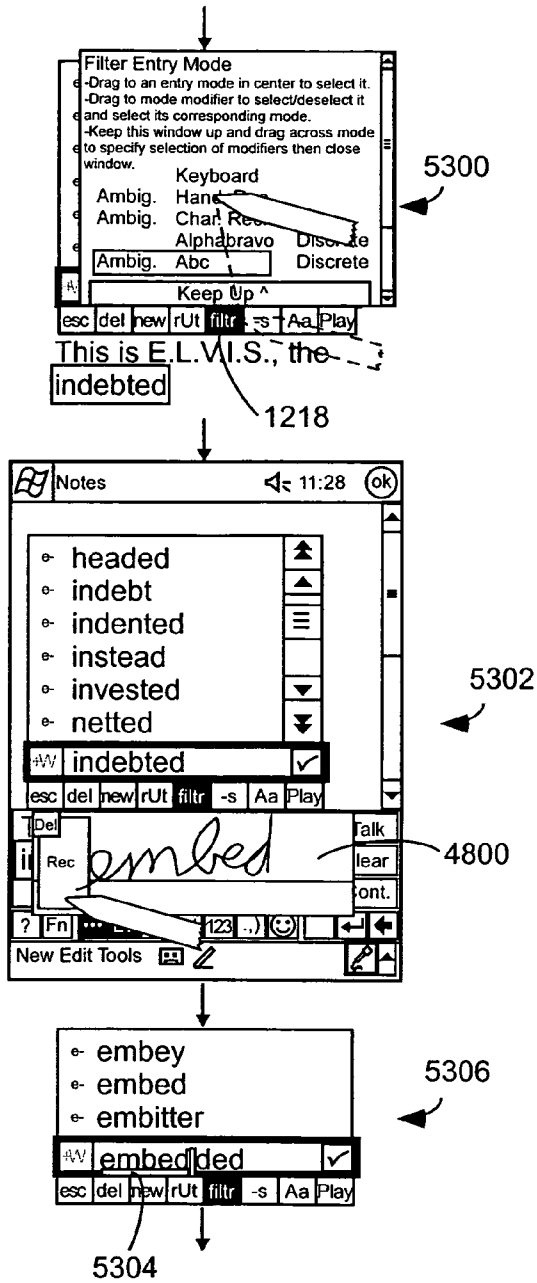 Filter Entry Mode
-Drag to an entry mode in center to select it.
-Drag to mode modifier to select/deselect it
and select its corresponding mode.
-Keep this window up and drag across mode
to specify selection of modifiers then close
window.
Keyboard
Ambig.
Ambig.
Alphabravo
Ambig. Abc Discrete
Keep Up ^
esc del new rUt filtr -s Aa Play
This is E.L.V.I.S., the
indebted
5300
1218
Notes 11:28 ok
e- headed
e- indebt
e- indented
e- instead
e- invested
e- netted
+W indebted
esc del new rUt filtr -s Aa Play
Del
Rec embed
Talk
lear
ont.
? Fn 123 .,)
New Edit Tools
5302
4800
e- embey
e- embed
e- embitter
+W embedded
esc del new rUt filtr -s Aa Play
5306
5304